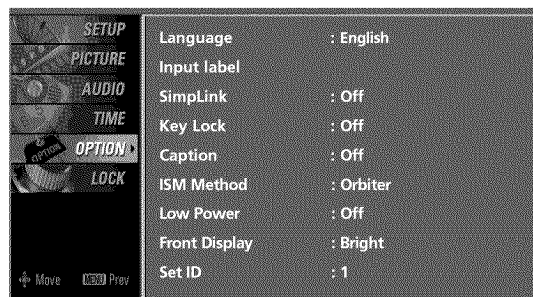 SETUP
PICTURE
AUDIO
TIME
OPTION
OPTION
LOCK
Move MENU Prev
Language : English
Input label
SimpLink : Off
Key Lock : Off
Caption : Off
ISM Method : Orbiter
Low Power : Off
Front Display : Bright
Set ID : 1